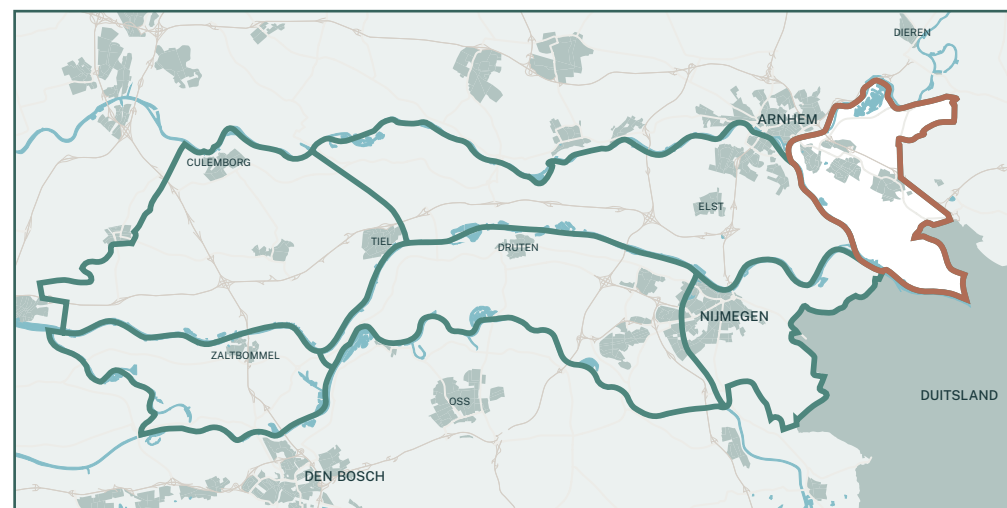 DIEREN
ARNHEM
CULEMBORG
ELST
TIEL
DRUTEN
NIJMEGEN
ZALTBOMMEL
DUITSLAND
OSS
DEN BOSCH